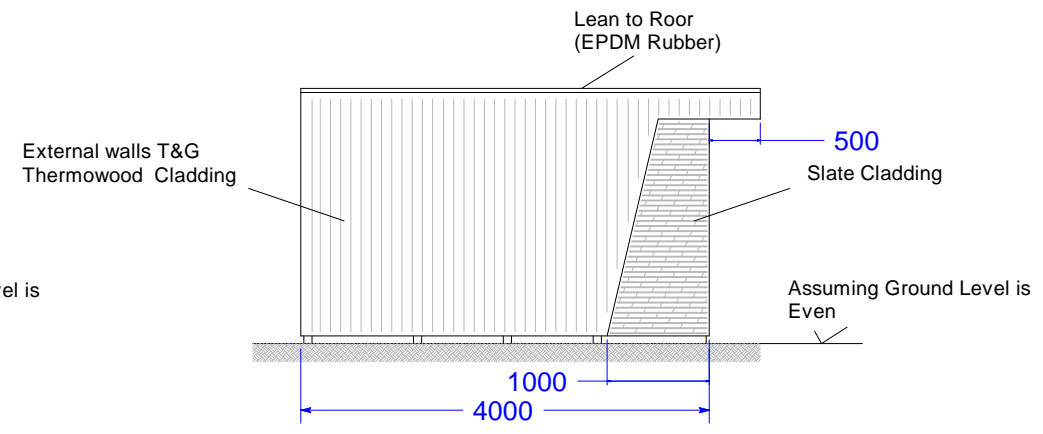 Lean to Roor
(EPDM Rubber)
External walls T&G
Thermowood Cladding
500
Slate Cladding
vel is
Assuming Ground Level is
Even
1000
4000